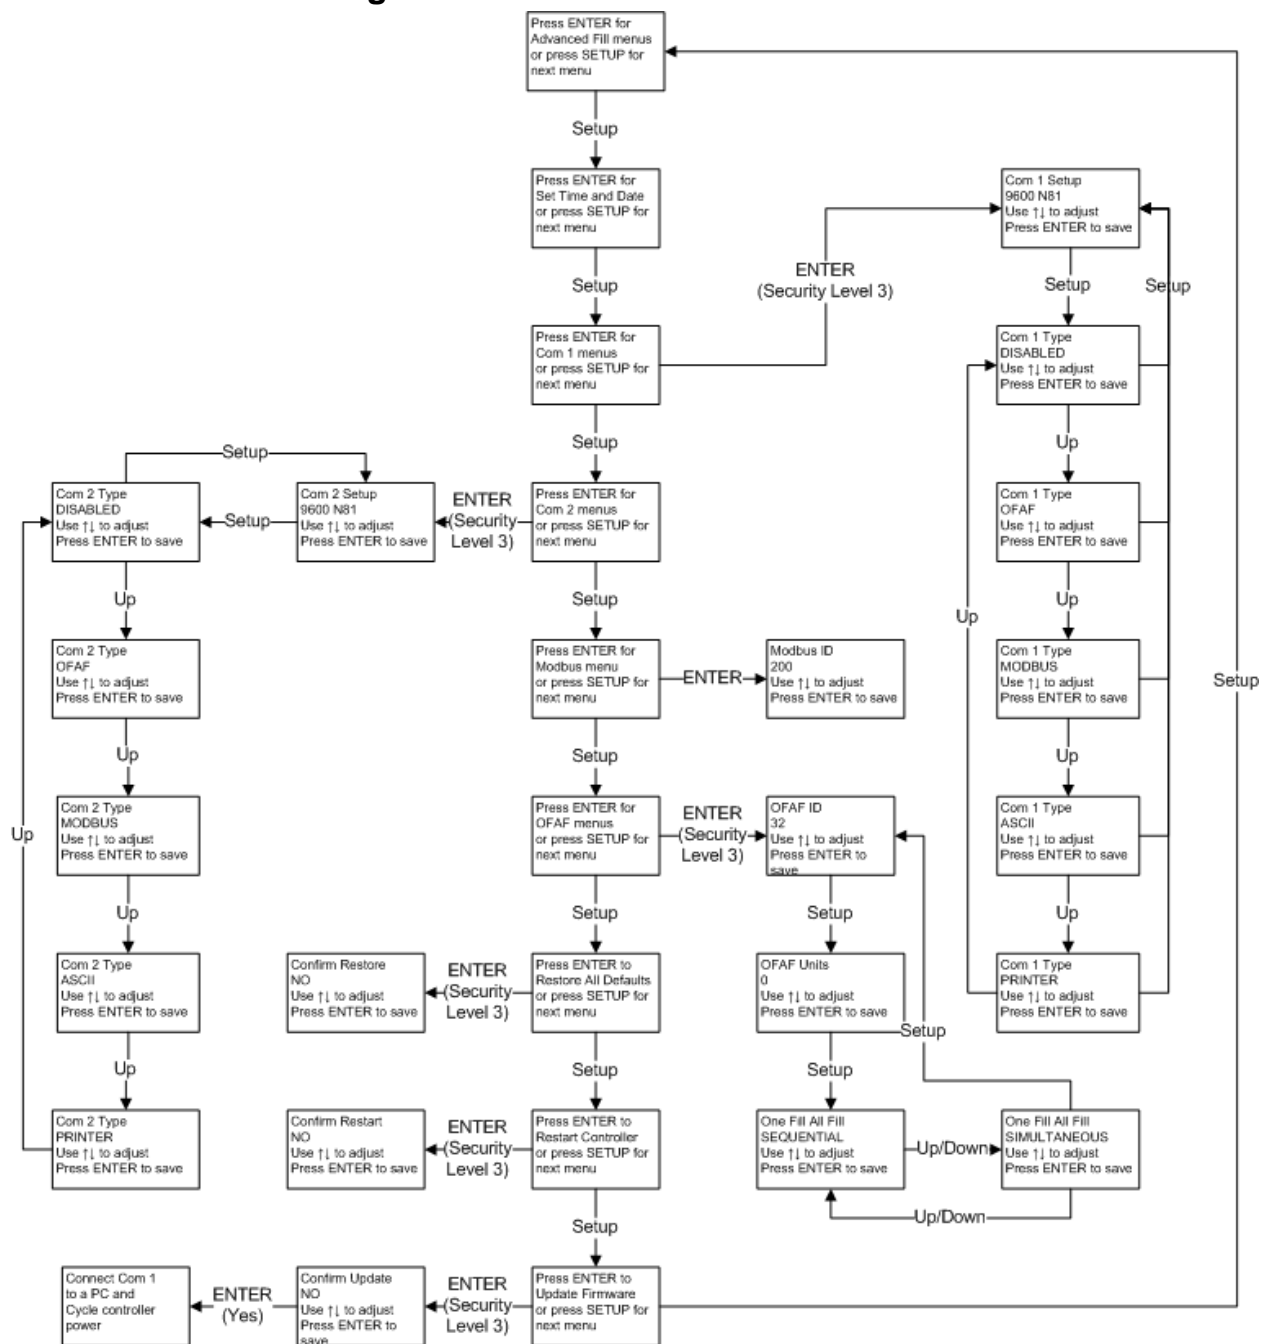 g
Press ENTER for
Advanced Fill menus
or press SETUP for
next menu
Setup
Press ENTER for
Set Time and Date
or press SETUP for
next menu
Com 1 Setup
9600 N81
Use ↑↓ to adjust
Press ENTER to save
ENTER
(Security Level 3)
Setup
Setup
Setup
Press ENTER for
Com 1 menus
or press SETUP for
next menu
Com 1 Type
DISABLED
Use ↑↓ to adjust
Press ENTER to save
Setup
Up
Setup
Com 2 Type
DISABLED
Use ↑↓ to adjust
Press ENTER to save
Setup
Com 2 Setup
9600 N81
Use ↑↓ to adjust
Press ENTER to save
ENTER
(Security
Level 3)
Press ENTER for
Com 2 menus
or press SETUP for
next menu
Com 1 Type
OFAF
Use ↑↓ to adjust
Press ENTER to save
Up
Setup
Up
Up
Com 2 Type
OFAF
Use ↑↓ to adjust
Press ENTER to save
Press ENTER for
Modbus menu
or press SETUP for
next menu
ENTER
Modbus ID
200
Use ↑↓ to adjust
Press ENTER to save
Com 1 Type
MODBUS
Use ↑↓ to adjust
Press ENTER to save
Setup
Up
Setup
Up
Up
Com 2 Type
MODBUS
Use ↑↓ to adjust
Press ENTER to save
Press ENTER for
OFAF menus
or press SETUP for
next menu
ENTER
(Security
Level 3)
OFAF ID
32
Use ↑↓ to adjust
Press ENTER to
save
Com 1 Type
ASCII
Use ↑↓ to adjust
Press ENTER to save
Up
Setup
Setup
Up
Com 2 Type
ASCII
Use ↑↓ to adjust
Press ENTER to save
Confirm Restore
NO
Use ↑↓ to adjust
Press ENTER to save
ENTER
(Security
Level 3)
Press ENTER to
Restore All Defaults
or press SETUP for
next menu
OFAF Units
0
Use ↑↓ to adjust
Press ENTER to save
Setup
Com 1 Type
PRINTER
Use ↑↓ to adjust
Press ENTER to save
Up
Setup
Setup
Com 2 Type
PRINTER
Use ↑↓ to adjust
Press ENTER to save
Confirm Restart
NO
Use ↑↓ to adjust
Press ENTER to save
ENTER
(Security
Level 3)
Press ENTER to
Restart Controller
or press SETUP for
next menu
One Fill All Fill
SEQUENTIAL
Use ↑↓ to adjust
Press ENTER to save
Up/Down
One Fill All Fill
SIMULTANEOUS
Use ↑↓ to adjust
Press ENTER to save
Up/Down
Setup
Connect Com 1
to a PC and
Cycle controller
power
ENTER
(Yes)
Confirm Update
NO
Use ↑↓ to adjust
Press ENTER to
save
ENTER
(Security
Level 3)
Press ENTER to
Update Firmware
or press SETUP for
next menu